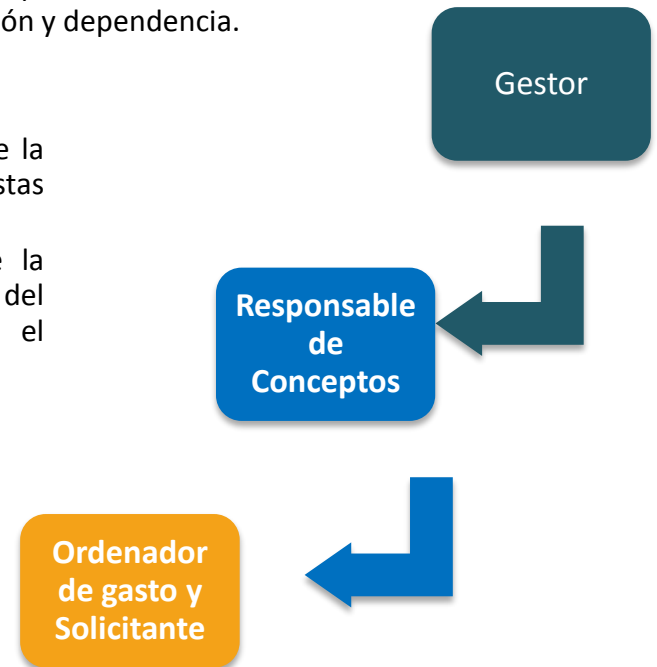 ón y dependencia.
Gestor
e la
stas
e la
del
el
Responsable
de
Conceptos
Ordenador
de gasto y
Solicitante